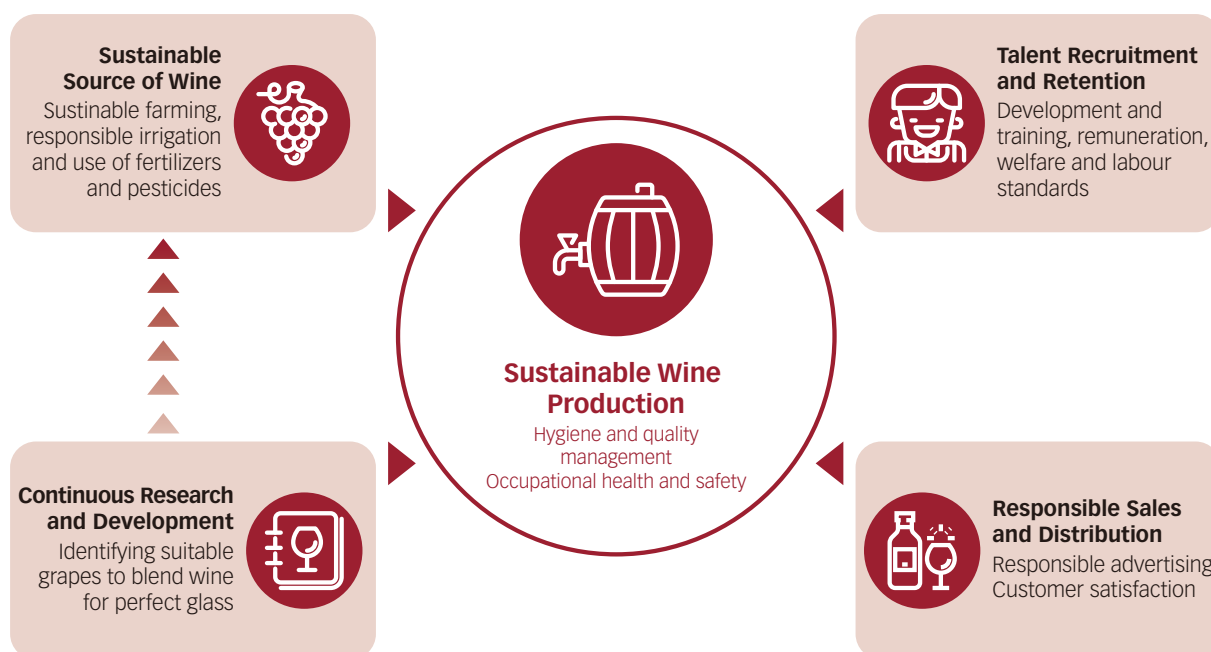 Sustainable
Source of Wine
Sustinable farming,
responsible irrigation
and use of fertilizers
and pesticides
Talent Recruitment
and Retention
Development and
training, remuneration,
welfare and labour
standards
Sustainable Wine
Production
Hygiene and quality
management
Occupational health and safety
Continuous Research
and Development
Identifying suitable
grapes to blend wine
for perfect glass
Responsible Sales
and Distribution
Responsible advertising
Customer satisfaction